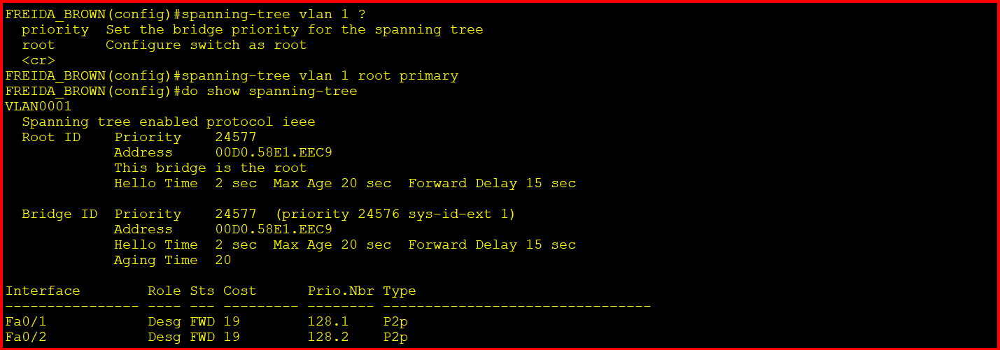 FREIDA_BROWN(config)#spanning-tree vlan 1 ?
  priority  Set the bridge priority for the spanning tree
  root      Configure switch as root
  <cr>
FREIDA_BROWN(config)#spanning-tree vlan 1 root primary
FREIDA_BROWN(config)#do show spanning-tree
VLAN0001
  Spanning tree enabled protocol ieee
  Root ID    Priority    24577
             Address     00D0.58E1.EEC9
             This bridge is the root
             Hello Time  2 sec  Max Age 20 sec  Forward Delay 15 sec

  Bridge ID  Priority    24577  (priority 24576 sys-id-ext 1)
             Address     00D0.58E1.EEC9
             Hello Time  2 sec  Max Age 20 sec  Forward Delay 15 sec
             Aging Time  20

Interface        Role Sts Cost      Prio.Nbr Type
---------------- ---- --- --------- -------- --------------------------------
Fa0/1            Desg FWD 19        128.1    P2p
Fa0/2            Desg FWD 19        128.2    P2p